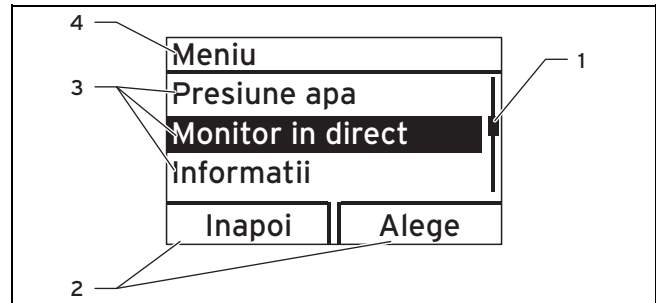 4
Meniu
1
3
Presiune apa
Monitor in direct
Informatii
Inapoi Alege
2